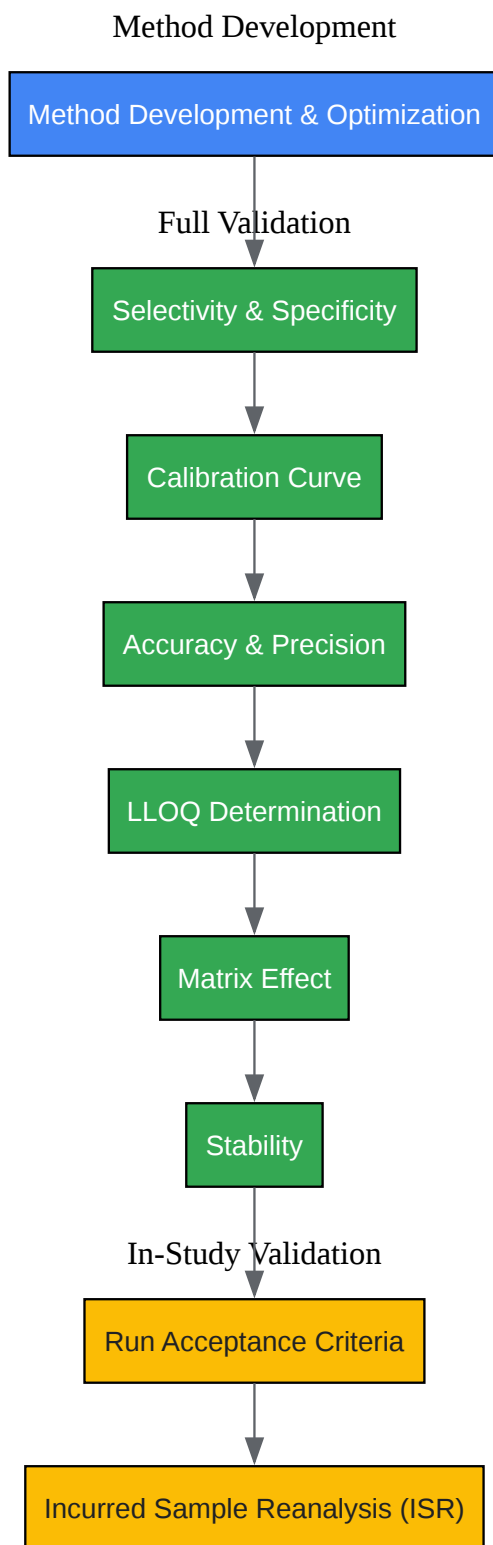 Method Development
Method Development & Optimization
Full Validation
Selectivity & Specificity
Calibration Curve
Accuracy & Precision
LLOQ Determination
Matrix Effect
Stability
In-Study Validation
Run Acceptance Criteria
Incurred Sample Reanalysis (ISR)